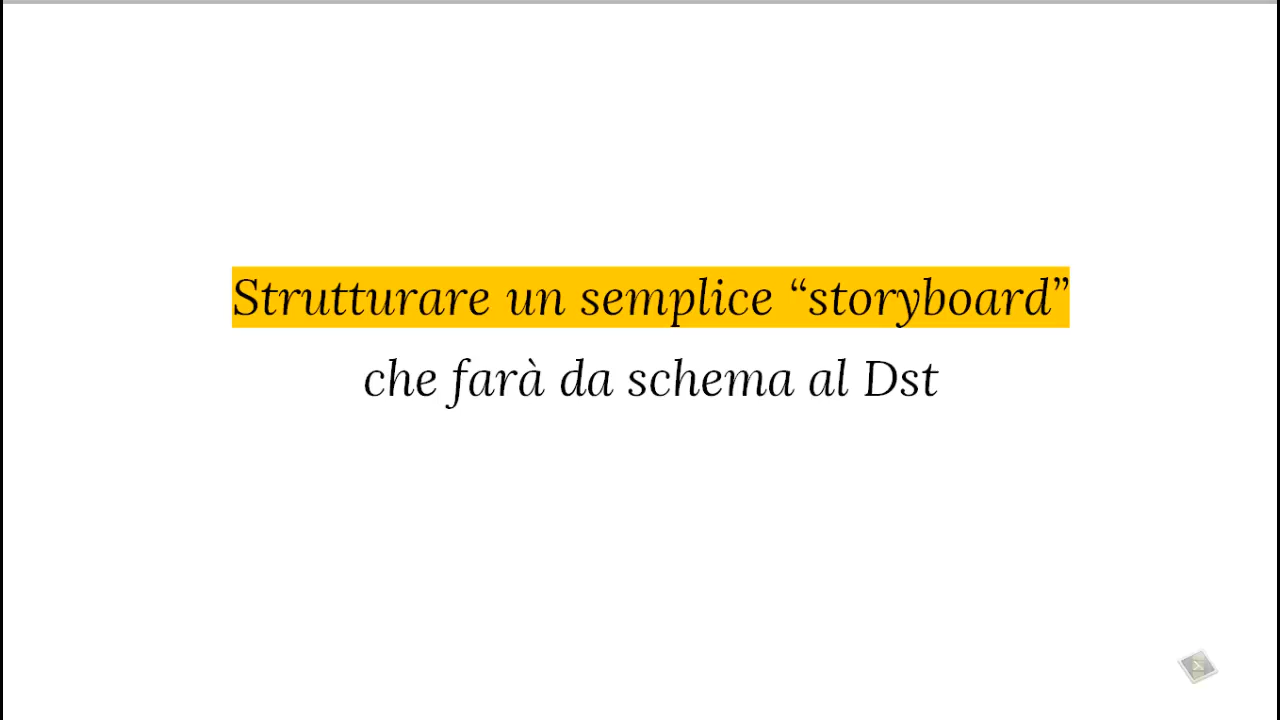 Strutturare un semplice “storyboard”
che farà da schema al Dst